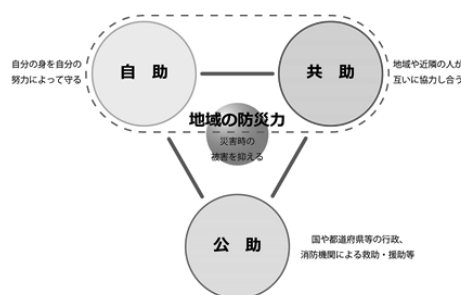 自分の身を自分の
努力によって守る
自　助
共　助
地域や近隣の人が
互いに協力し合う
地域の防災力
災害時の
被害を抑える
公　助
国や都道府県等の行政、
消防機関による救助・援助等